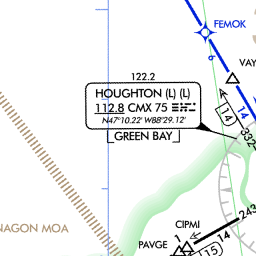 FEMOK
VAY
122.2
HOUGHTON (L) (L)
112.8 CMX 75
N47°10.22' W88°29.12'
GREEN BAY
14
14
332
NAGON MOA
CIPMI
243
14
1
PAVGE
15